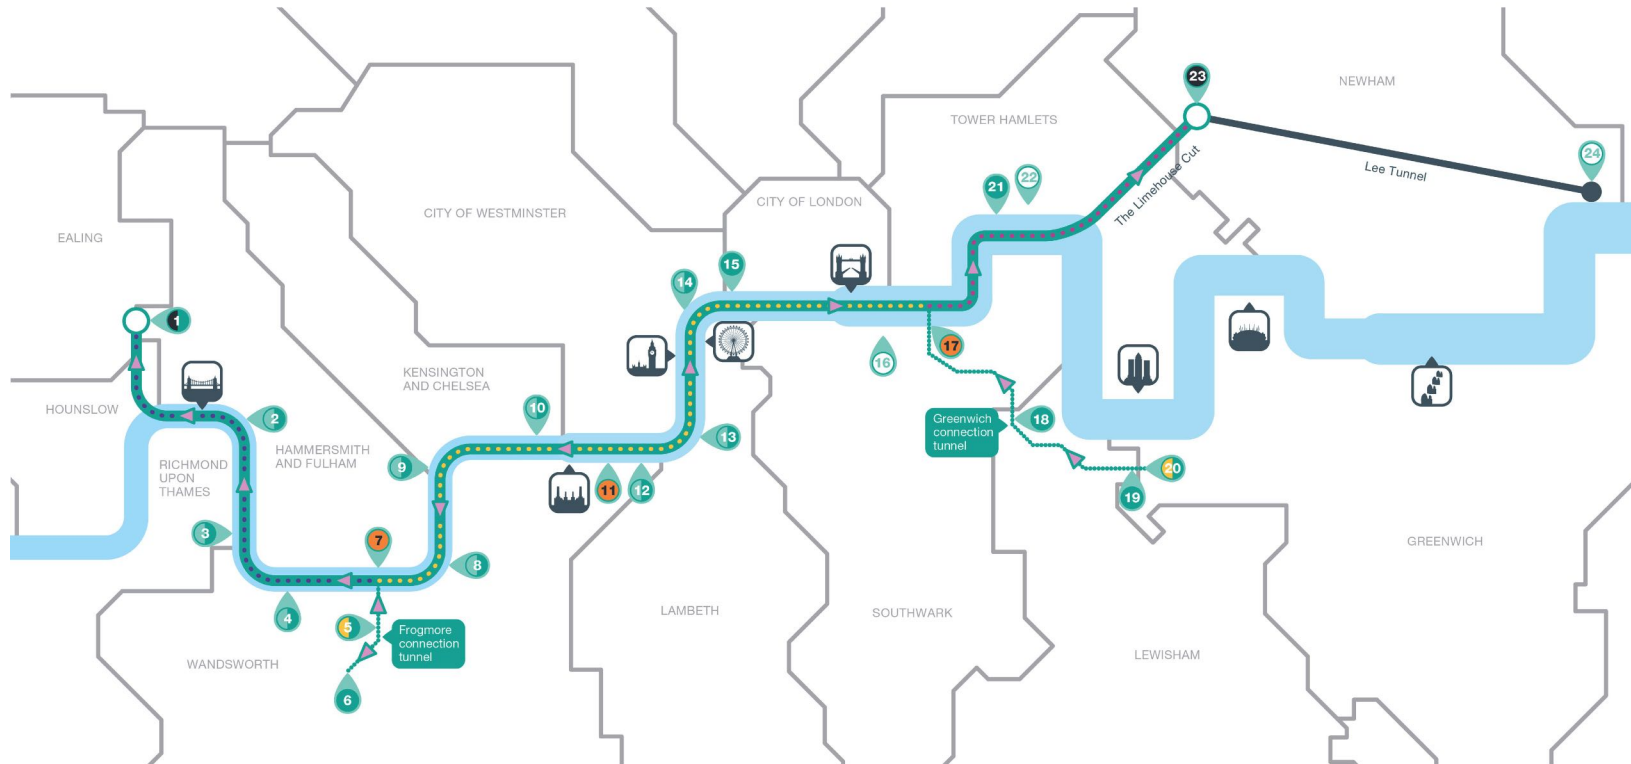 23
NEWHAM
TOWER HAMLETS
24
The Limehouse Cut
Lee Tunnel
21
22
CITY OF LONDON
CITY OF WESTMINSTER
EALING
15
14
1
17
16
KENSINGTON
AND CHELSEA
HOUNSLOW
2
10
13
18
Greenwich
connection
tunnel
HAMMERSMITH
AND FULHAM
RICHMOND
UPON
THAMES
9
11
12
20
19
3
7
8
GREENWICH
4
5
Frogmore
connection
tunnel
LAMBETH
SOUTHWARK
LEWISHAM
WANDSWORTH
6